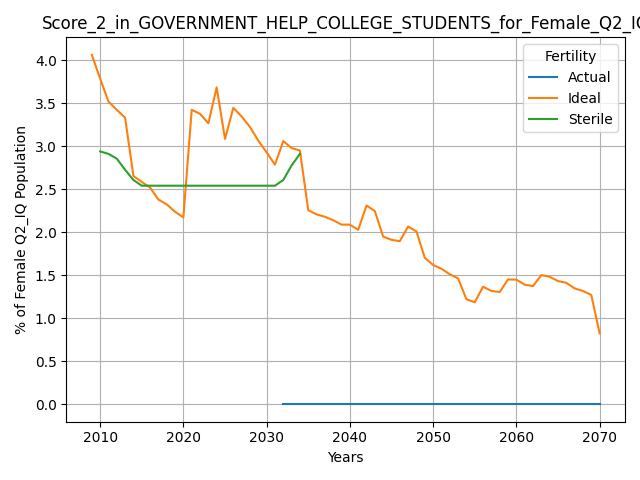 Score_2_in_GOVERNMENT_HELP_COLLEGE_STUDENTS_for_Female_Q2_IQ
Fertility
Actual
Ideal
Sterile
% of Female Q2_IQ Population
4.0
3.5
3.0
2.5
2.0
1.5
1.0
0.5
0.0
2010 2020 2030 2040 2050 2060 2070
Years